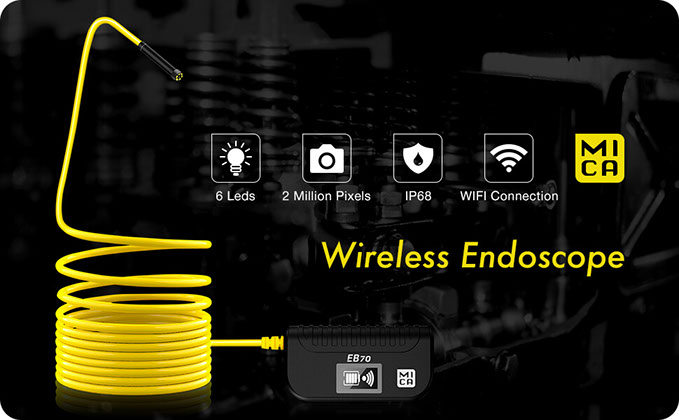 MI
CA
6 Leds
2 Million Pixels
IP68
WIFI Connection
Wireless Endoscope
EB70
MI
CA